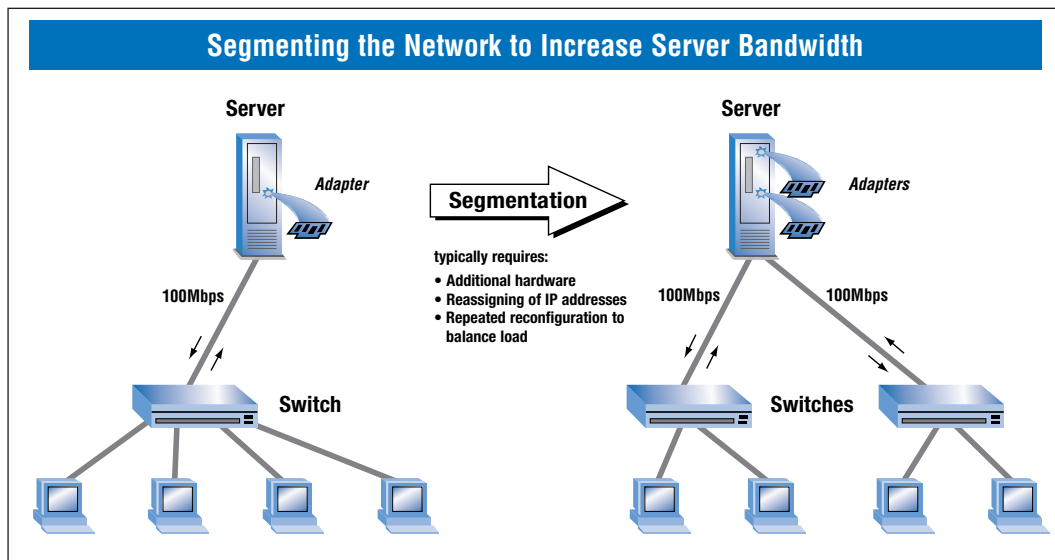 Segmenting the Network to Increase Server Bandwidth
Server
Adapter
100Mbps
Switch
Segmentation
typically requires:
• Additional hardware
• Reassigning of IP addresses
• Repeated reconfiguration to
balance load
Server
Adapters
100Mbps
100Mbps
Switches